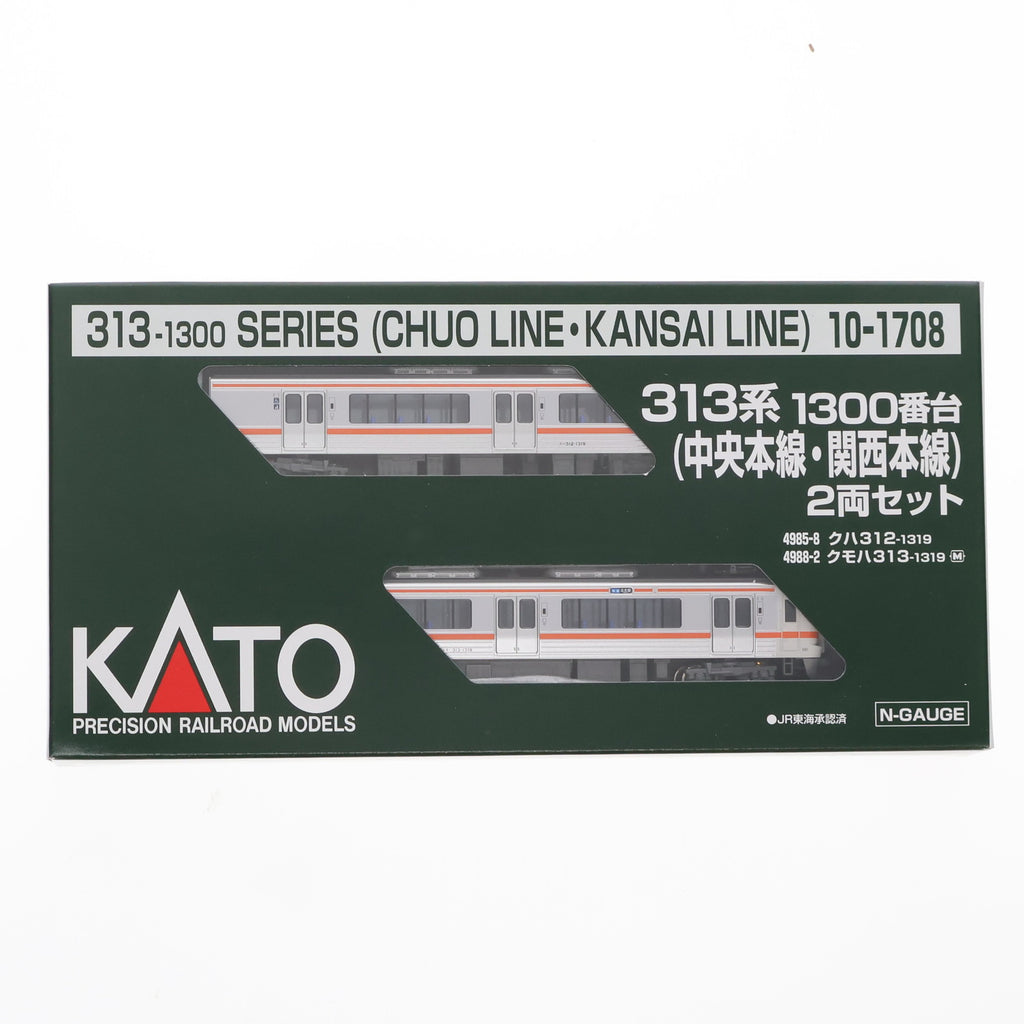 313-1300 SERIES (CHUO LINE・KANSAI LINE) 10-1708
313系 1300番台
(中央本線・関西本線)
2両セット
4985-8 クハ312-1319
4988-2 クモハ313-1319 M
KATO
PRECISION RAILROAD MODELS
●JR東海承認済
N-GAUGE